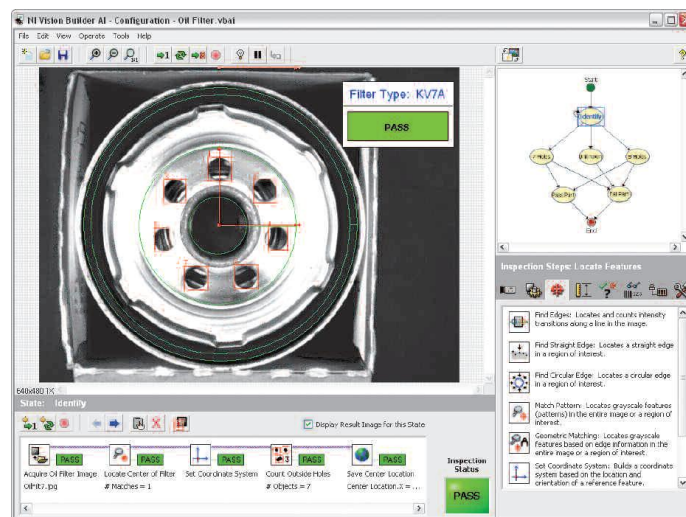 NI Vision Builder AI - Configuration - Oil Filter.vbai
File Edit View Operate Tools Help
Filter Type: KV7A
PASS
Start
Identify
7 Holes
Unknown
8 Holes
Pass Part
Fail Part
End
640x480 1X
Inspection Steps: Locate Features
Find Edges: Locates and counts intensity
transitions along a line in the image.
Find Straight Edge: Locates a straight edge
in a region of interest.
Find Circular Edge: Locates a circular edge
in a region of interest.
Match Pattern: Locates grayscale features
(patterns) in the entire image or a region of
interest.
Geometric Matching: Locates grayscale
features based on edge information in the
entire image or a region of interest.
Set Coordinate System: Builds a coordinate
system based on the location and
orientation of a reference feature.
State: Identify
Display Result Image for this State
PASS PASS PASS PASS PASS
Acquire Oil Filter Image Locate Center of Filter Set Coordinate System Count Outside Holes Save Center Location
OilFilt7.jpg # Matches = 1 # Objects = 7 Center Location.X = ...
Inspection
Status
PASS